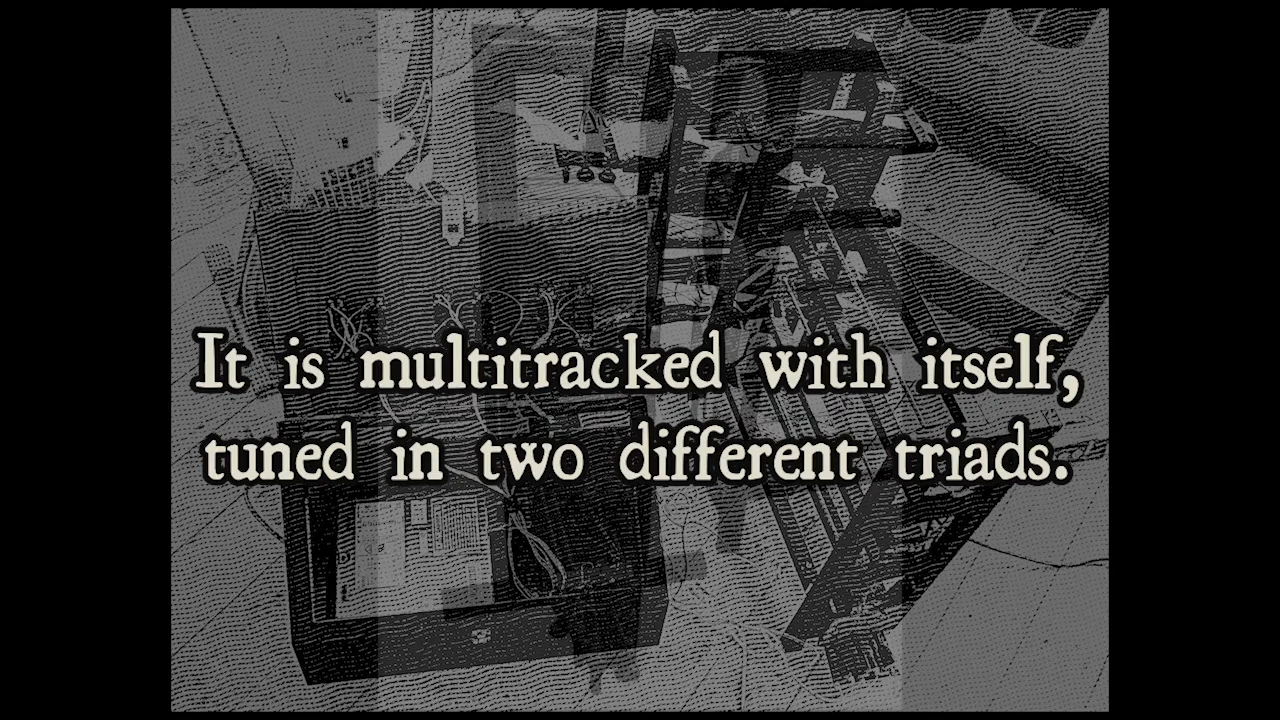 It is multitracked with itself,
tuned in two different triads.